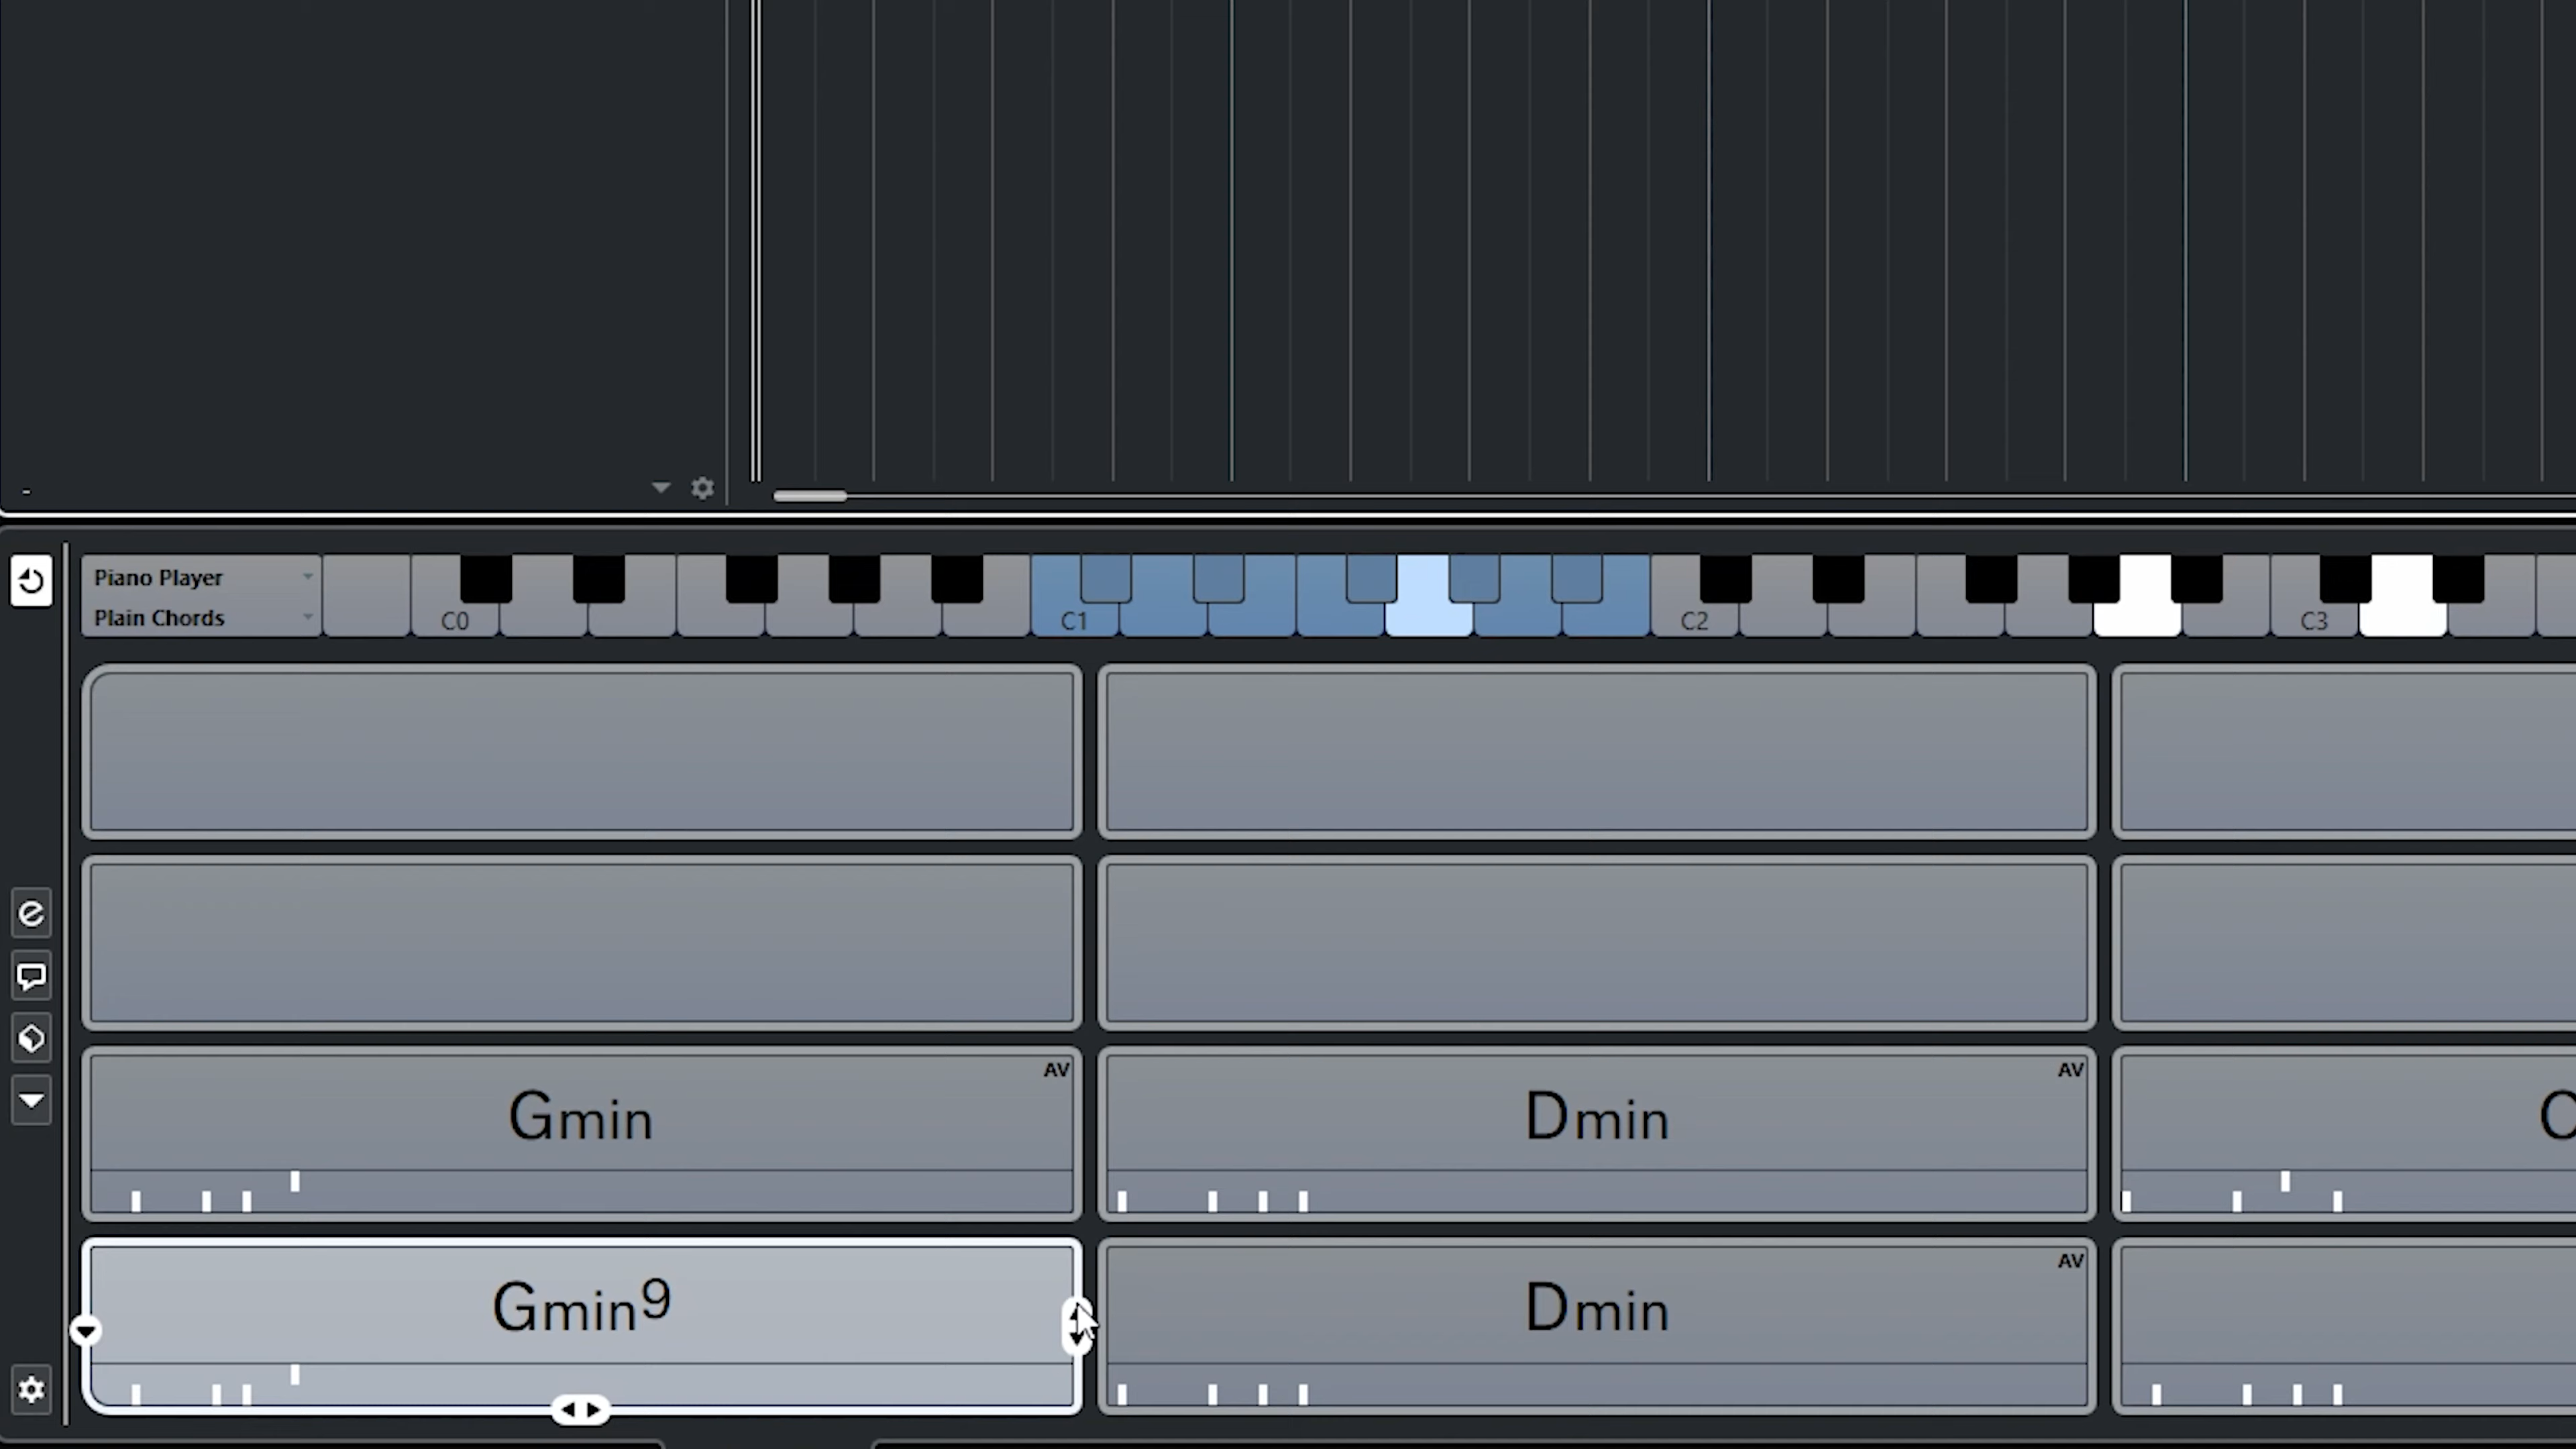 -
Piano Player
Plain Chords
C0
C1
C2
C3
AV
Gmin
AV
Dmin
Gmin9
AV
Dmin